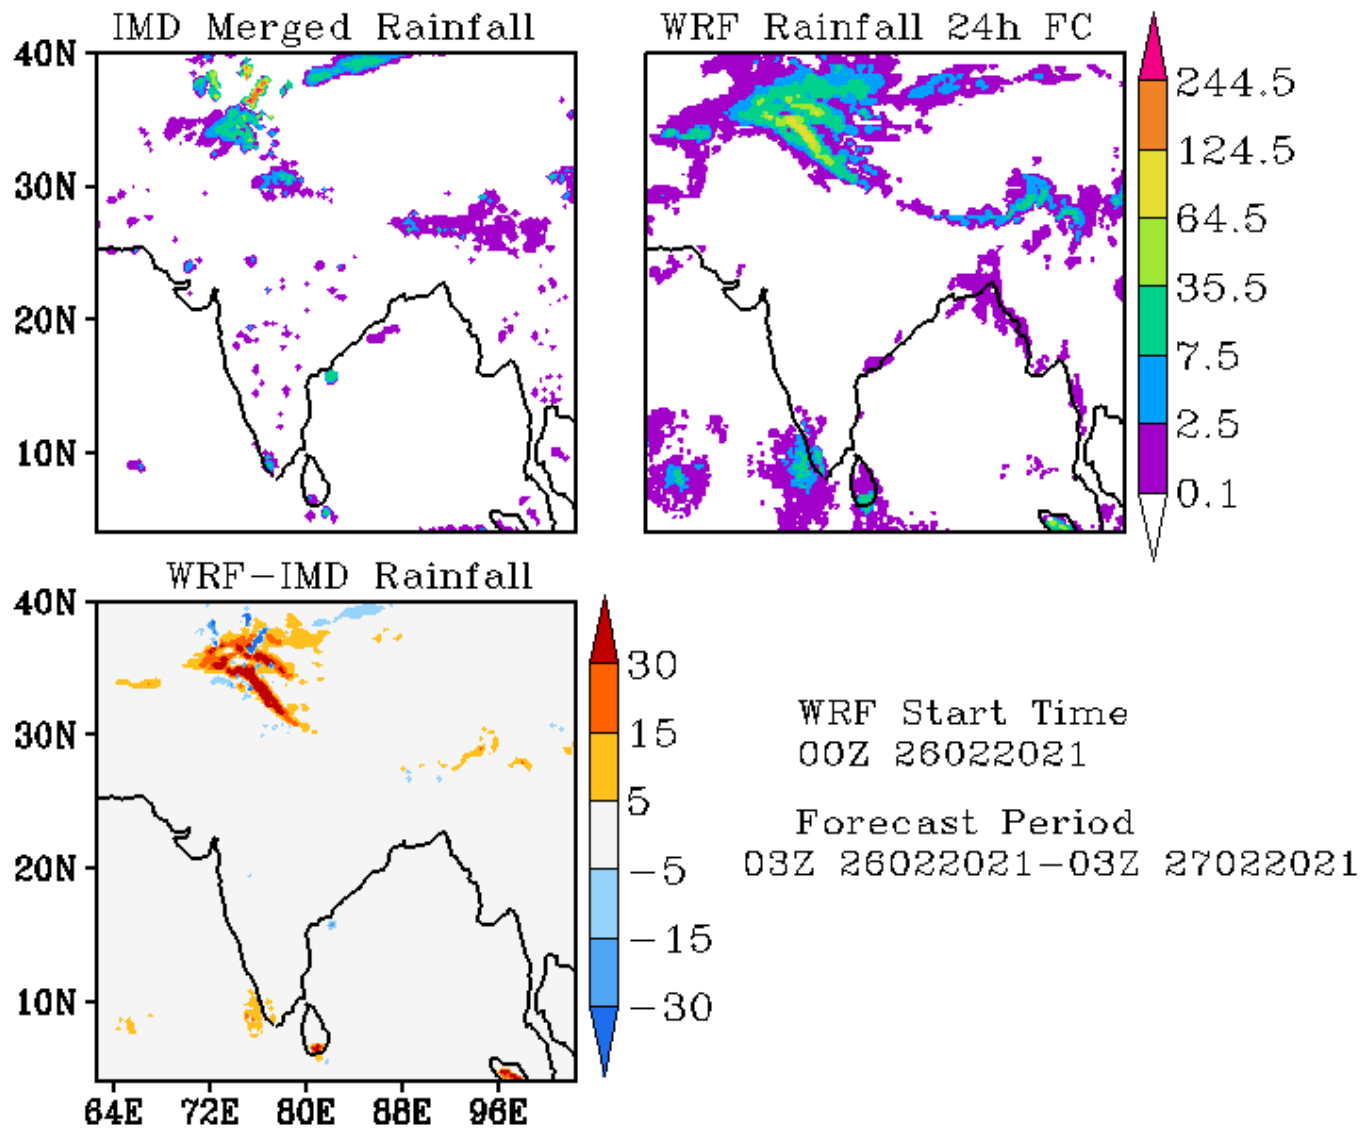 IMD Merged Rainfall
WRF Rainfall 24h FC
40N
30N
20N
10N
244.5
124.5
64.5
35.5
7.5
2.5
0.1
WRF-IMD Rainfall
40N
30N
20N
10N
64E 72E 80E 88E 96E
30
15
5
-5
-15
-30
WRF Start Time
00Z 26022021
Forecast Period
03Z 26022021-03Z 27022021